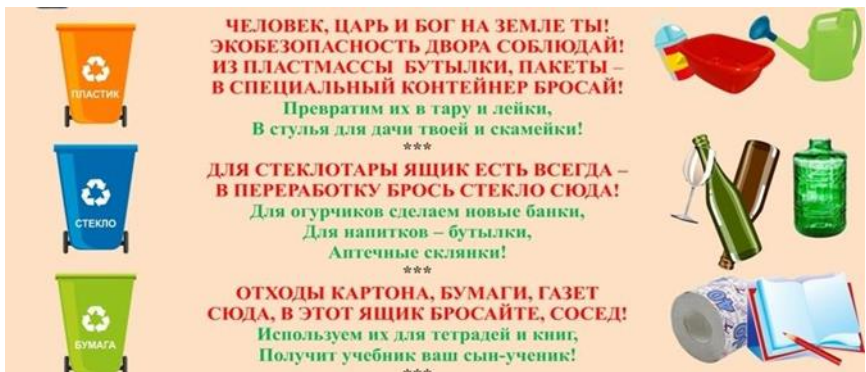 ЧЕЛОВЕК, ЦАРЬ И БОГ НА ЗЕМЛЕ ТЫ!
ЭКОБЕЗОПАСНОСТЬ ДВОРА СОБЛЮДАЙ!
ИЗ ПЛАСТМАССЫ БУТЫЛКИ, ПАКЕТЫ –
В СПЕЦИАЛЬНЫЙ КОНТЕЙНЕР БРОСАЙ!
ПЛАСТИК
Превратим их в тару и лейки,
В стулья для дачи твоей и скамейки!
***
ДЛЯ СТЕКЛОТАРЫ ЯЩИК ЕСТЬ ВСЕГДА –
В ПЕРЕРАБОТКУ БРОСЬ СТЕКЛО СЮДА!
СТЕКЛО
Для огурчиков сделаем новые банки,
Для напитков – бутылки,
Аптечные склянки!
***
ОТХОДЫ КАРТОНА, БУМАГИ, ГАЗЕТ
СЮДА, В ЭТОТ ЯЩИК БРОСАЙТЕ, СОСЕД!
БУМАГА
Используем их для тетрадей и книг,
Получит учебник ваш сын-ученик!
***